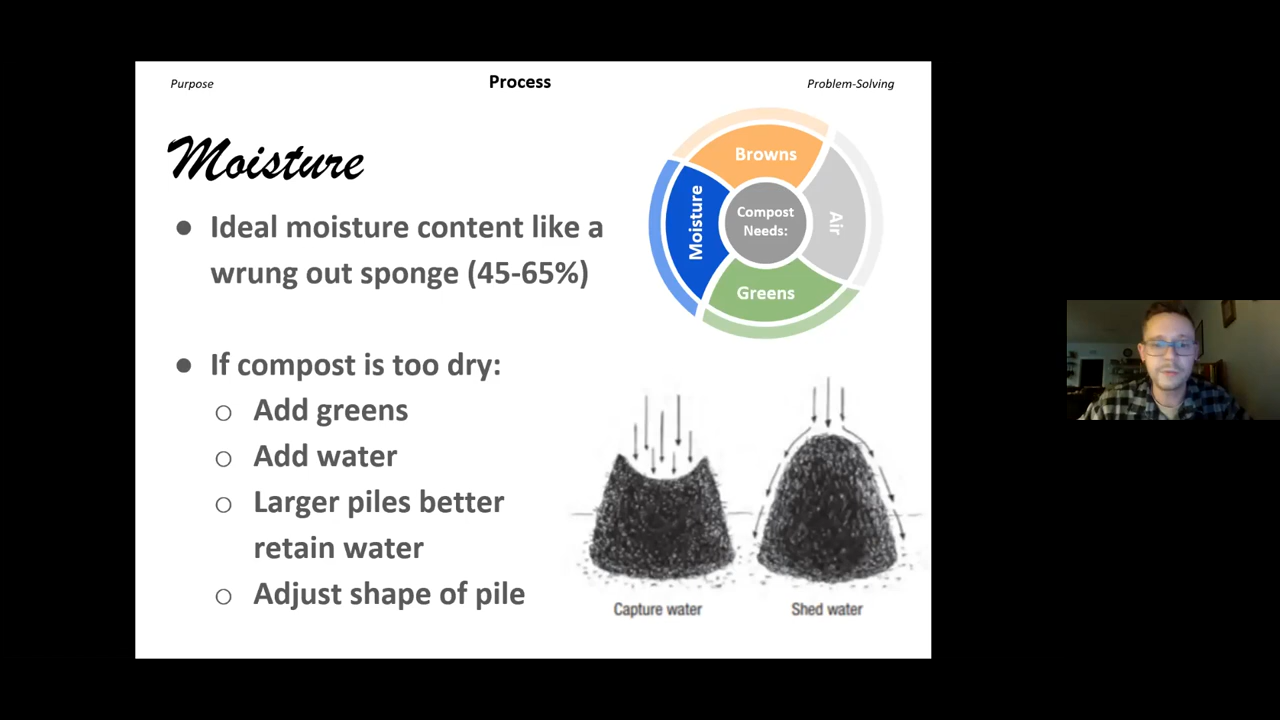 Purpose
Process
Problem-Solving
Moisture
● Ideal moisture content like a
wrung out sponge (45-65%)
● If compost is too dry:
○ Add greens
○ Add water
○ Larger piles better
retain water
○ Adjust shape of pile
Browns
Moisture
Compost
Needs:
Air
Greens
Capture water
Shed water